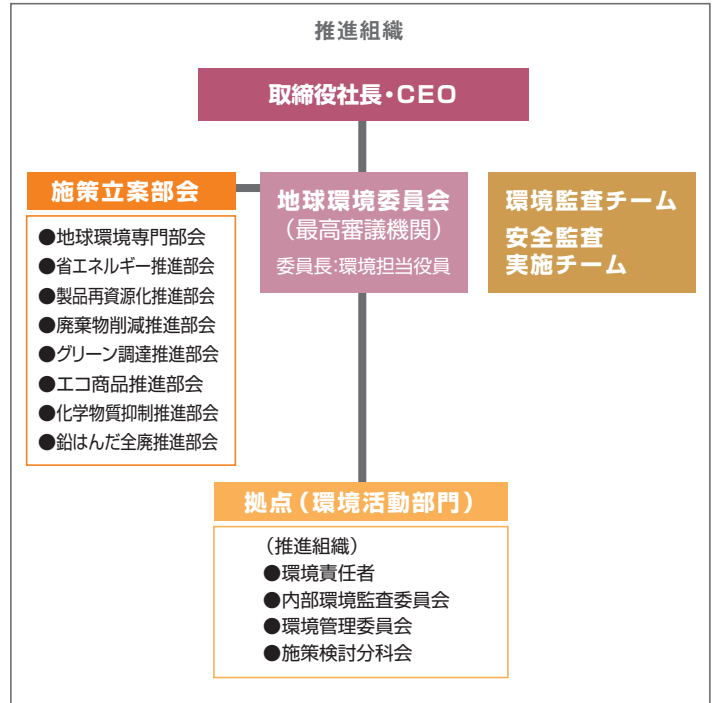 推進組織
取締役社長・CEO
施策立案部会
●地球環境専門部会
●省エネルギー推進部会
●製品再資源化推進部会
●廃棄物削減推進部会
●グリーン調達推進部会
●エコ商品推進部会
●化学物質抑制推進部会
●鉛はんだ全廃推進部会
地球環境委員会
(最高審議機関)
委員長:環境担当役員
環境監査チーム
安全監査
実施チーム
拠点(環境活動部門)
(推進組織)
●環境責任者
●内部環境監査委員会
●環境管理委員会
●施策検討分科会